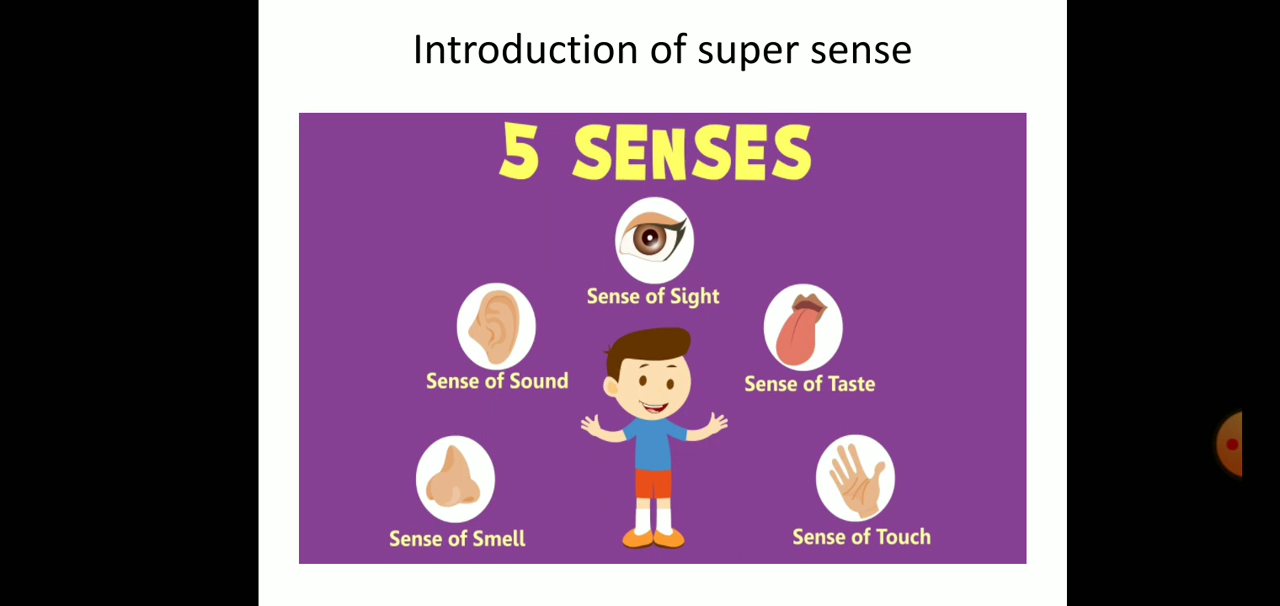 Introduction of super sense
5 SENSES
Sense of Sight
Sense of Sound
Sense of Taste
Sense of Smell
Sense of Touch